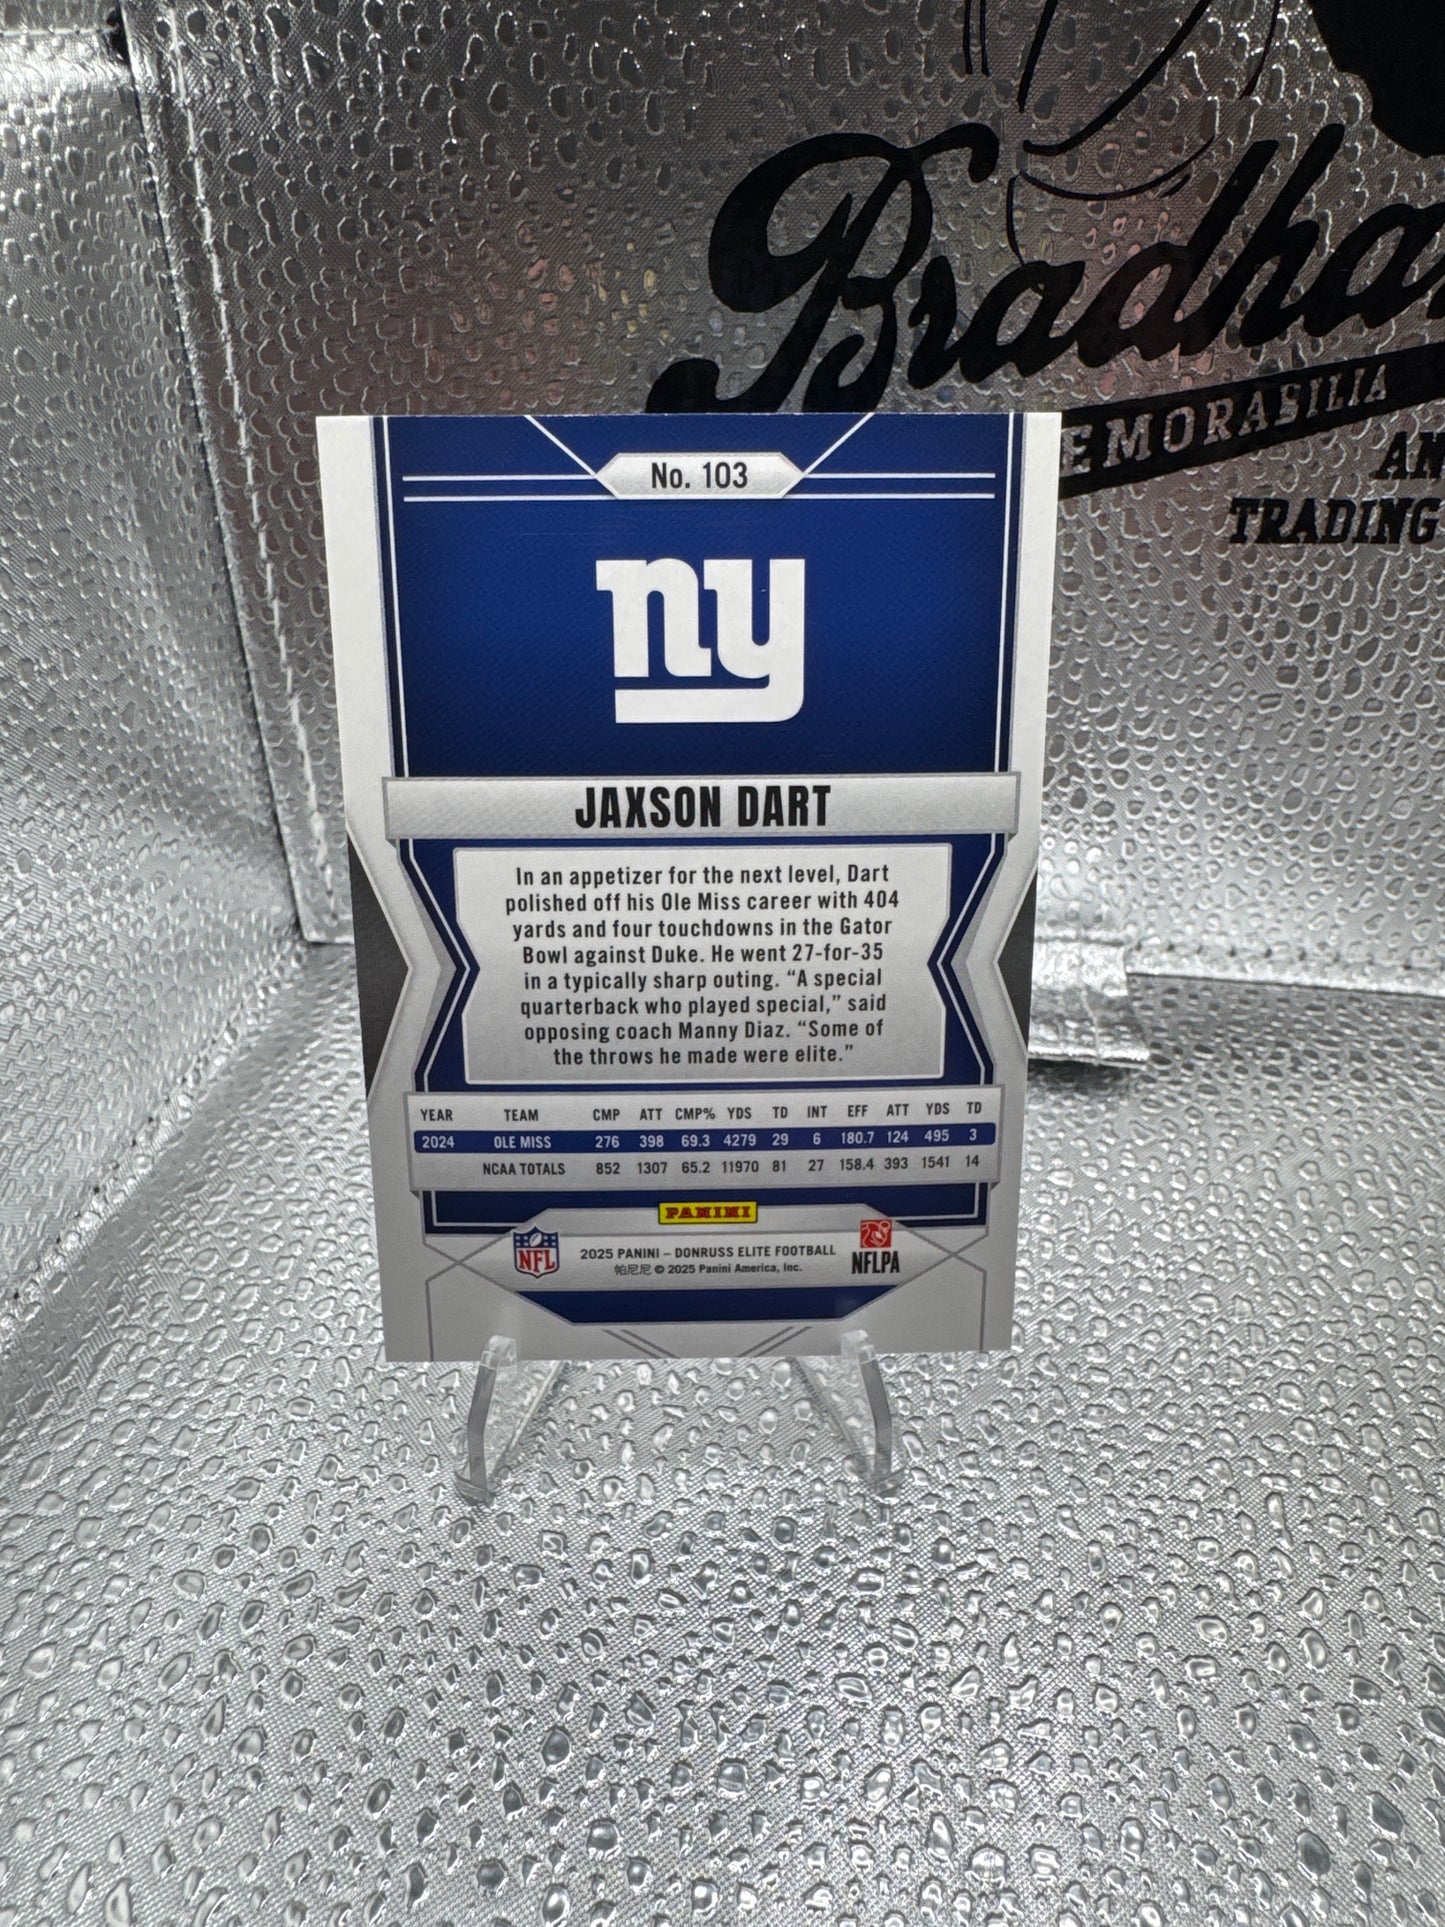 Bradha
EMORABILIA
AN
TRADING
No. 103
ny
JAXSON DART
In an appetizer for the next level, Dart
polished off his Ole Miss career with 404
yards and four touchdowns in the Gator
Bowl against Duke. He went 27-for-35
in a typically sharp outing. “A special
quarterback who played special,” said
opposing coach Manny Diaz. “Some of
the throws he made were elite.”
YEAR TEAM CMP ATT CMP% YDS TD INT EFF ATT YDS TD
2024 OLE MISS 276 398 69.3 4279 29 6 180.7 124 495 3
NCAA TOTALS 852 1307 65.2 11970 81 27 158.4 393 1541 14
PANINI
NFL
2025 PANINI – DONRUSS ELITE FOOTBALL
帕尼尼 © 2025 Panini America, Inc.
NFLPA